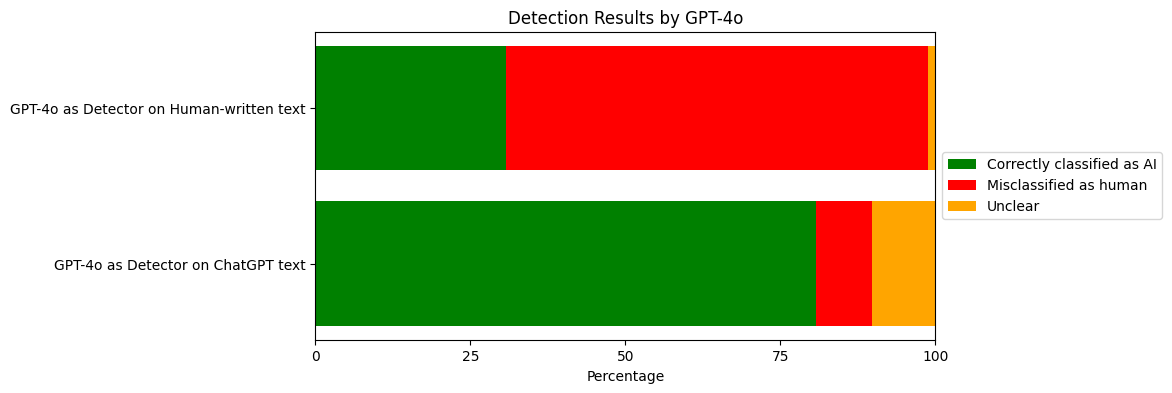 Detection Results by GPT-4o
GPT-4o as Detector on Human-written text
GPT-4o as Detector on ChatGPT text
Correctly classified as AI
Misclassified as human
Unclear
0 25 50 75 100
Percentage